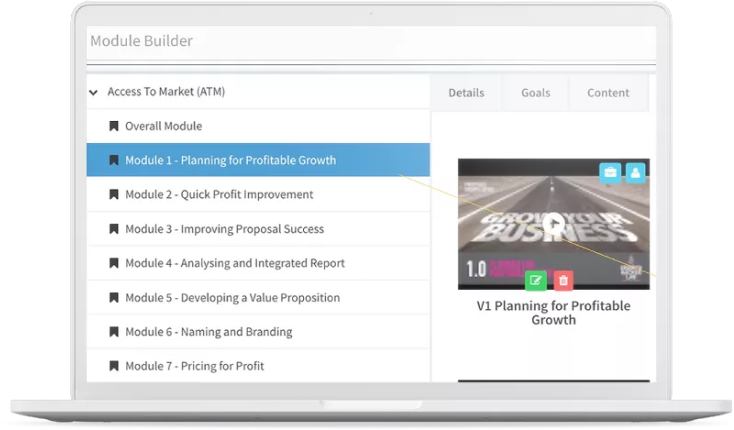 Module Builder
Access To Market (ATM)
Details
Goals
Content
Overall Module
Module 1 - Planning for Profitable Growth
Module 2 - Quick Profit Improvement
Module 3 - Improving Proposal Success
Module 4 - Analysing and Integrated Report
Module 5 - Developing a Value Proposition
Module 6 - Naming and Branding
Module 7 - Pricing for Profit
GROW YOUR
BUSINESS
1.0
V1 Planning for Profitable
Growth